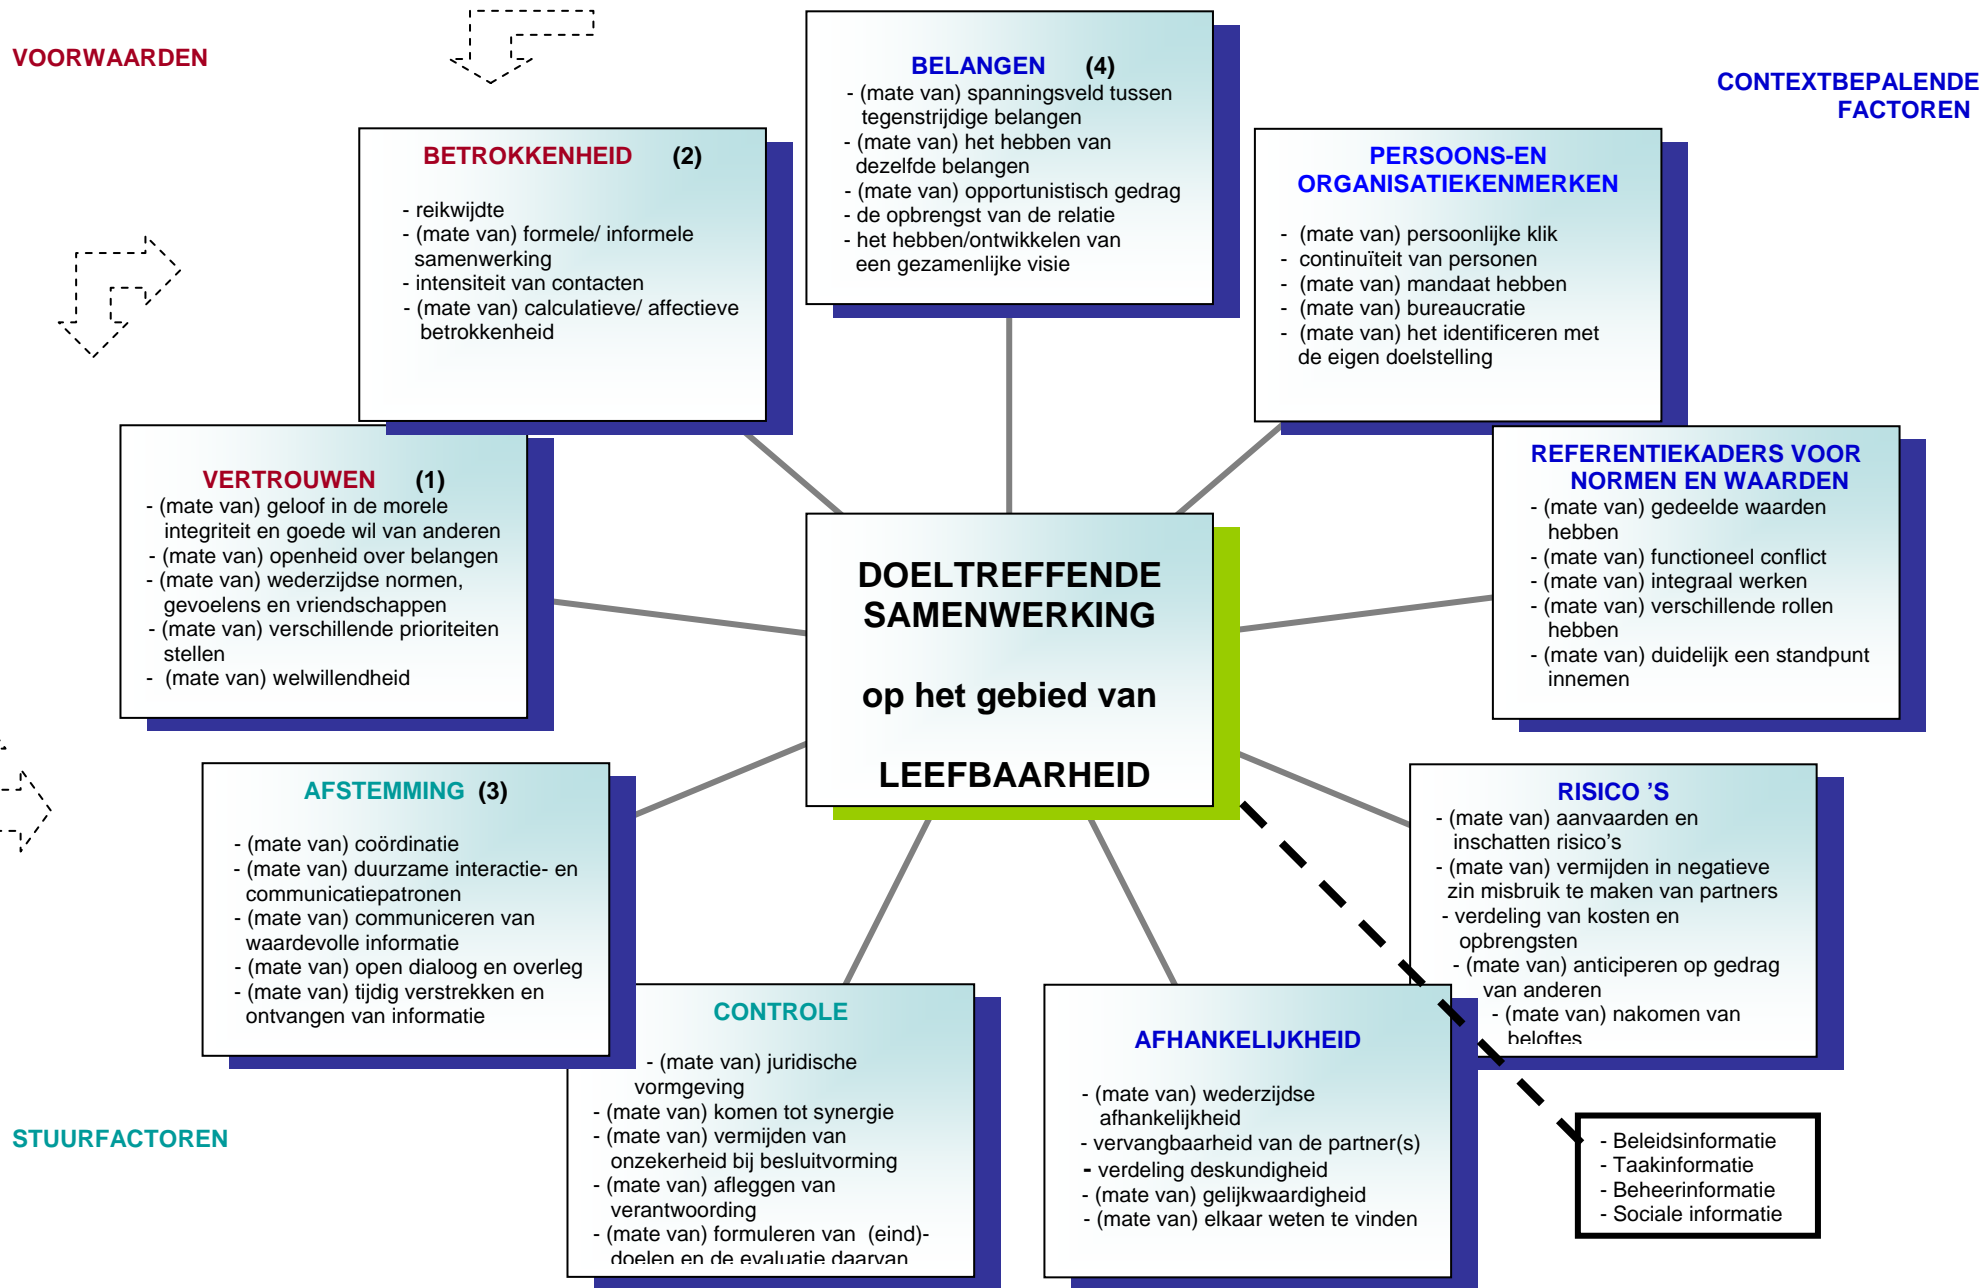 VOORWAARDEN
CONTEXTBEPALENDE
FACTOREN
BELANGEN (4)
- (mate van) spanningsveld tussen
tegenstrijdige belangen
- (mate van) het hebben van
dezelfde belangen
- (mate van) opportunistisch gedrag
- de opbrengst van de relatie
- het hebben/ontwikkelen van
een gezamenlijke visie
BETROKKENHEID (2)
- reikwijdte
- (mate van) formele/ informele
samenwerking
- intensiteit van contacten
- (mate van) calculatieve/ affectieve
betrokkenheid
PERSOONS-EN
ORGANISATIEKENMERKEN
- (mate van) persoonlijke klik
- continuïteit van personen
- (mate van) mandaat hebben
- (mate van) bureaucratie
- (mate van) het identificeren met
de eigen doelstelling
VERTROUWEN (1)
- (mate van) geloof in de morele
integriteit en goede wil van anderen
- (mate van) openheid over belangen
- (mate van) wederzijdse normen,
gevoelens en vriendschappen
- (mate van) verschillende prioriteiten
stellen
- (mate van) welwillendheid
REFERENTIEKADERS VOOR
NORMEN EN WAARDEN
- (mate van) gedeelde waarden
hebben
- (mate van) functioneel conflict
- (mate van) integraal werken
- (mate van) verschillende rollen
hebben
- (mate van) duidelijk een standpunt
innemen
DOELTREFFENDE
SAMENWERKING
op het gebied van
LEEFBAARHEID
AFSTEMMING (3)
- (mate van) coördinatie
- (mate van) duurzame interactie- en
communicatiepatronen
- (mate van) communiceren van
waardevolle informatie
- (mate van) open dialoog en overleg
- (mate van) tijdig verstrekken en
ontvangen van informatie
RISICO 'S
- (mate van) aanvaarden en
inschatten risico's
- (mate van) vermijden in negatieve
zin misbruik te maken van partners
- verdeling van kosten en
opbrengsten
- (mate van) anticiperen op gedrag
van anderen
- (mate van) nakomen van
beloftes
CONTROLE
- (mate van) juridische
vormgeving
- (mate van) komen tot synergie
- (mate van) vermijden van
onzekerheid bij besluitvorming
- (mate van) afleggen van
verantwoording
- (mate van) formuleren van (eind)-
doelen en de evaluatie daarvan
AFHANKELIJKHEID
- (mate van) wederzijdse
afhankelijkheid
- vervangbaarheid van de partner(s)
- verdeling deskundigheid
- (mate van) gelijkwaardigheid
- (mate van) elkaar weten te vinden
STUURFACTOREN
- Beleidsinformatie
- Taakinformatie
- Beheerinformatie
- Sociale informatie